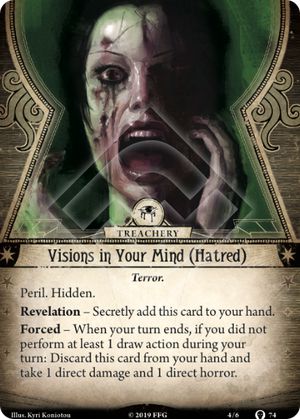 TREACHERY
Visions in Your Mind (Hatred)
Terror.
Peril. Hidden.
Revelation – Secretly add this card to your hand.
Forced – When your turn ends, if you did not
perform at least 1 draw action during your
turn: Discard this card from your hand and
take 1 direct damage and 1 direct horror.
Illus. Kyri Koniotou
© 2019 FFG
4/6
74